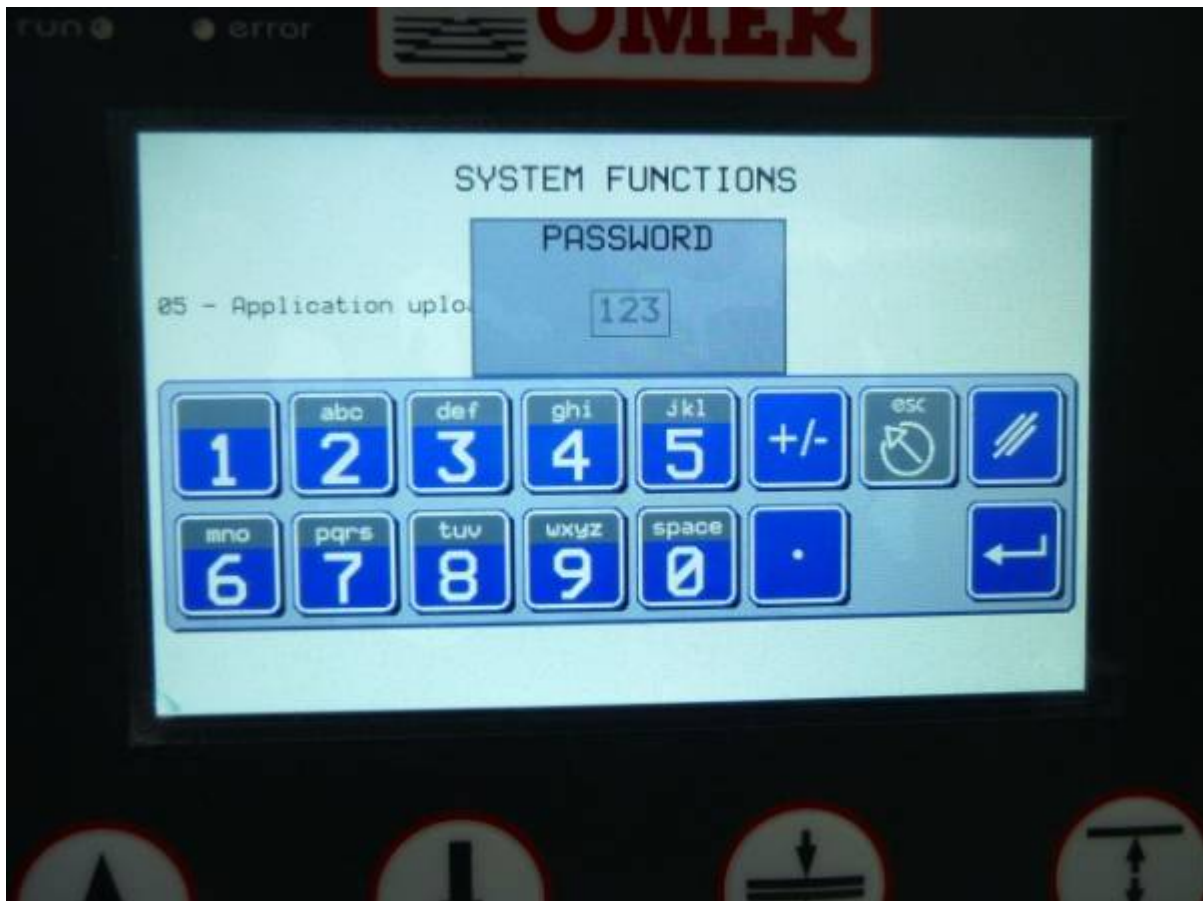 run error
OMER
SYSTEM FUNCTIONS
PASSWORD
05 - Application uplo
123
abc def ghi jkl esc
1 2 3 4 5 +/-
mno pqrs tuv wxyz space
6 7 8 9 0 .